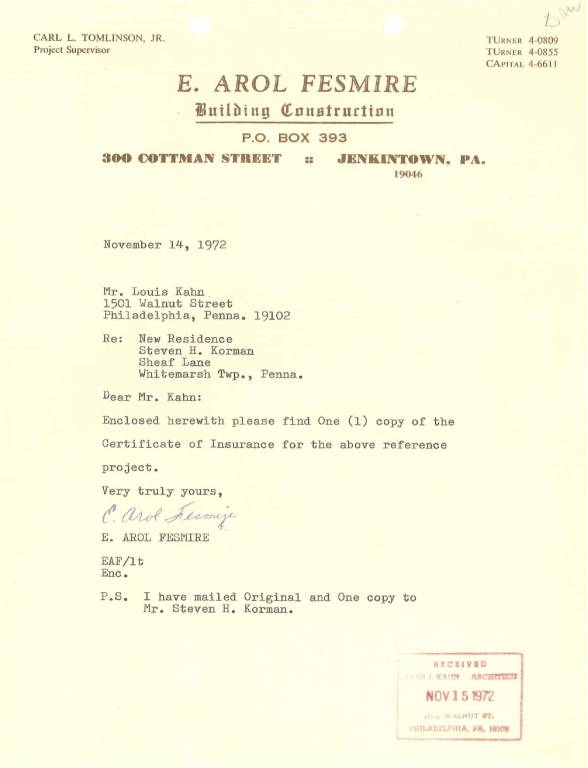 CARL L. TOMLINSON, JR.
Project Supervisor
TURNER 4-0809
TURNER 4-0855
CAPITAL 4-6611
E. AROL FESMIRE
Building Construction
P.O. BOX 393
300 COTTMAN STREET :: JENKINTOWN, PA.
19046
November 14, 1972
Mr. Louis Kahn
1501 Walnut Street
Philadelphia, Penna. 19102
Re: New Residence
Steven H. Korman
Sheaf Lane
Whitemarsh Twp., Penna.
Dear Mr. Kahn:
Enclosed herewith please find One (1) copy of the
Certificate of Insurance for the above reference
project.
Very truly yours,
E. Arol Fesmire
E. AROL FESMIRE
EAF/lt
Enc.
P.S. I have mailed Original and One copy to
Mr. Steven H. Korman.
RECEIVED
LOUIS I. KAHN ARCHITECT
NOV 15 1972
1501 WALNUT ST.
PHILADELPHIA, PA. 19102